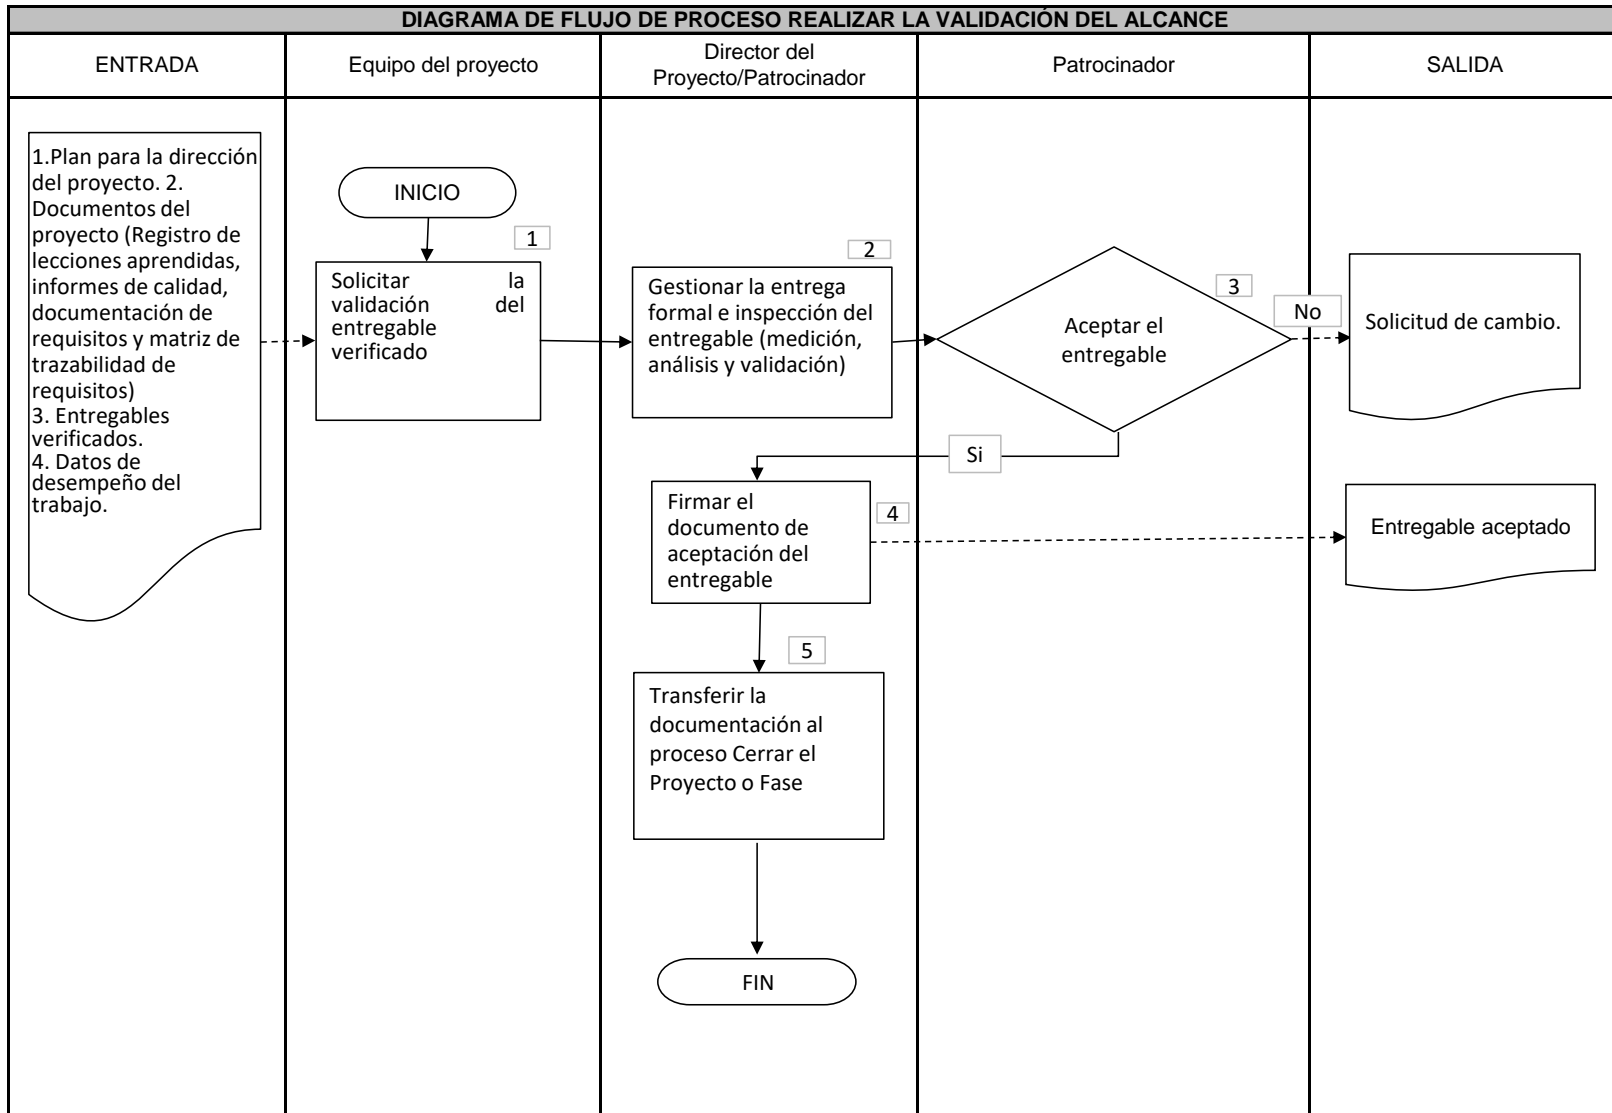 DIAGRAMA DE FLUJO DE PROCESO REALIZAR LA VALIDACIÓN DEL ALCANCE
ENTRADA
Equipo del proyecto
Director del
Proyecto/Patrocinador
Patrocinador
SALIDA
1.Plan para la dirección
del proyecto. 2.
Documentos del
proyecto (Registro de
lecciones aprendidas,
informes de calidad,
documentación de
requisitos y matriz de
trazabilidad de
requisitos)
3. Entregables
verificados.
4. Datos de
desempeño del
trabajo.
INICIO
1
Solicitar la
validación del
entregable
verificado
2
Gestionar la entrega
formal e inspección del
entregable (medición,
análisis y validación)
3
Aceptar el
entregable
No
Solicitud de cambio.
Si
Firmar el
documento de
aceptación del
entregable
4
Entregable aceptado
5
Transferir la
documentación al
proceso Cerrar el
Proyecto o Fase
FIN